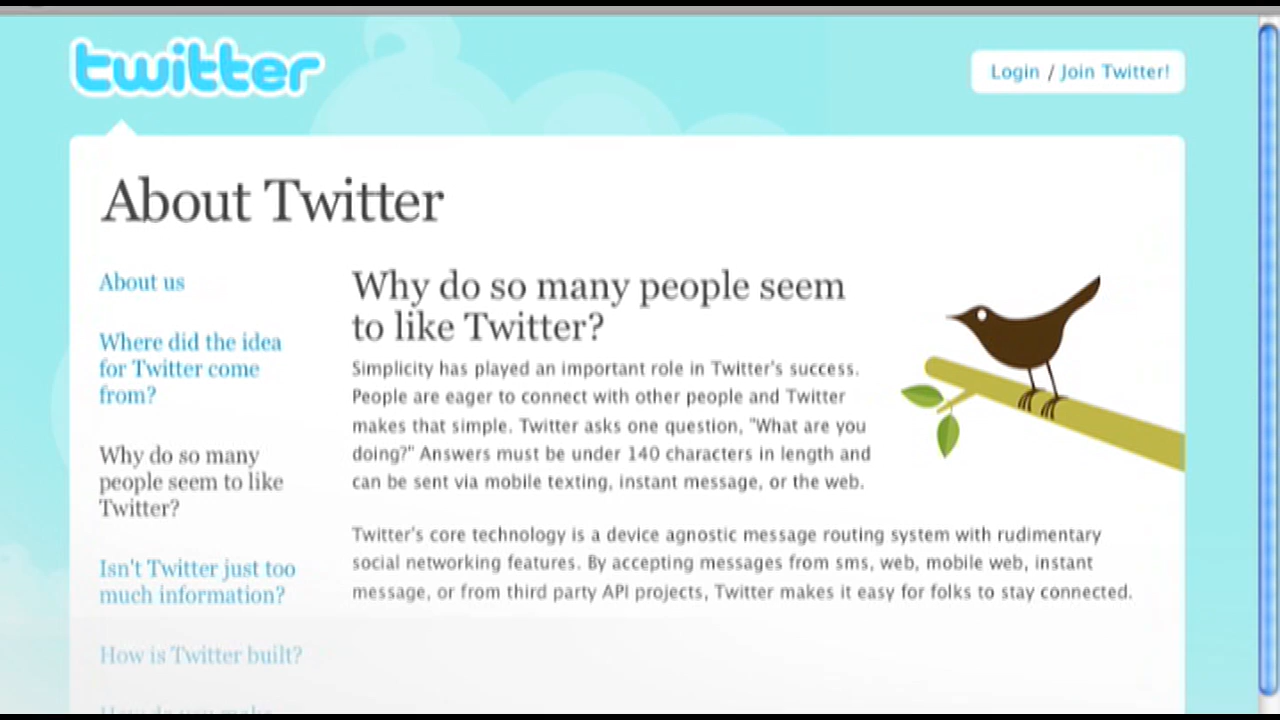 twitter
Login / Join Twitter!
About Twitter
About us
Where did the idea
for Twitter come
from?
Why do so many
people seem to like
Twitter?
Isn't Twitter just too
much information?
How is Twitter built?
How do you make
Why do so many people seem
to like Twitter?
Simplicity has played an important role in Twitter's success.
People are eager to connect with other people and Twitter
makes that simple. Twitter asks one question, "What are you
doing?" Answers must be under 140 characters in length and
can be sent via mobile texting, instant message, or the web.
Twitter's core technology is a device agnostic message routing system with rudimentary
social networking features. By accepting messages from sms, web, mobile web, instant
message, or from third party API projects, Twitter makes it easy for folks to stay connected.